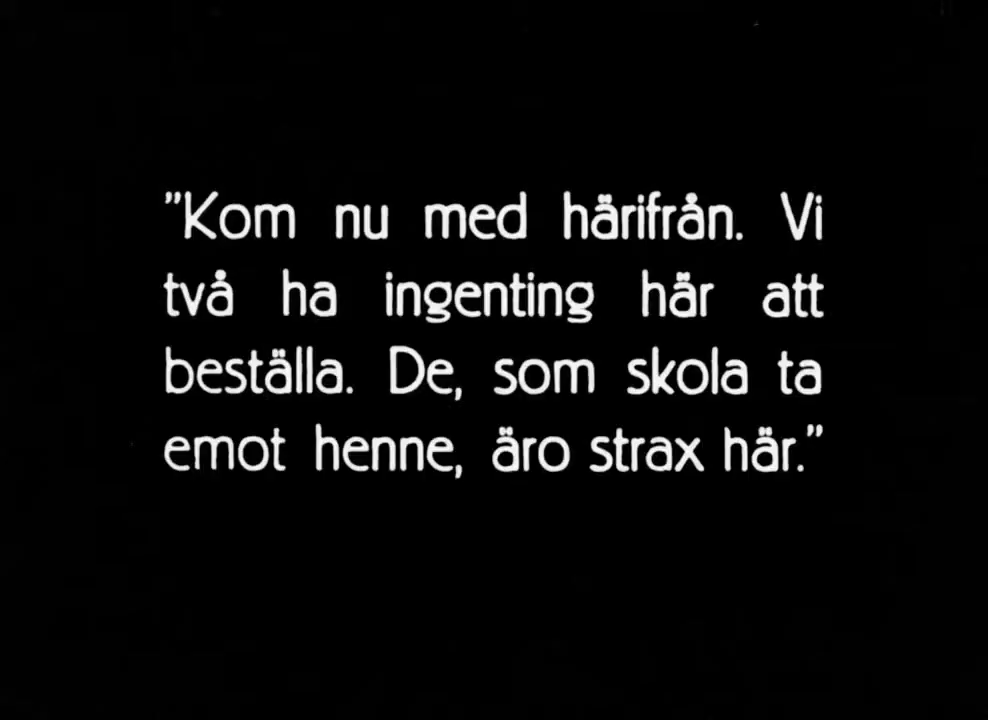 "Kom nu med härifrån. Vi
två ha ingenting här att
beställa. De, som skola ta
emot henne, äro strax här."